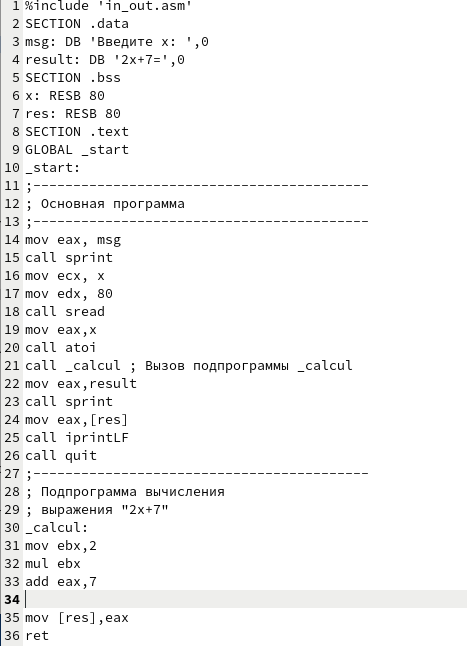 1 %include 'in_out.asm'
2 SECTION .data
3 msg: DB 'Введите x: ',0
4 result: DB '2x+7=',0
5 SECTION .bss
6 x: RESB 80
7 res: RESB 80
8 SECTION .text
9 GLOBAL _start
10 _start:
11 ;------------------------------------------
12 ; Основная программа
13 ;------------------------------------------
14 mov eax, msg
15 call sprint
16 mov ecx, x
17 mov edx, 80
18 call sread
19 mov eax,x
20 call atoi
21 call _calcul ; Вызов подпрограммы _calcul
22 mov eax,result
23 call sprint
24 mov eax,[res]
25 call iprintLF
26 call quit
27 ;------------------------------------------
28 ; Подпрограмма вычисления
29 ; выражения "2x+7"
30 _calcul:
31 mov ebx,2
32 mul ebx
33 add eax,7
34
35 mov [res],eax
36 ret